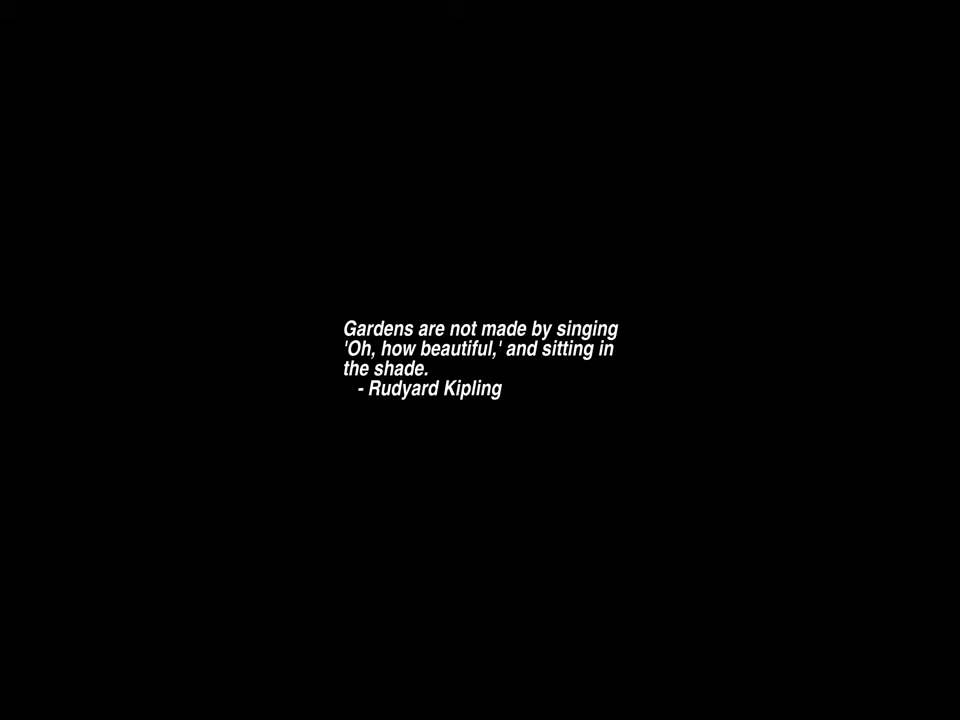 Gardens are not made by singing
'Oh, how beautiful,' and sitting in
the shade.
- Rudyard Kipling